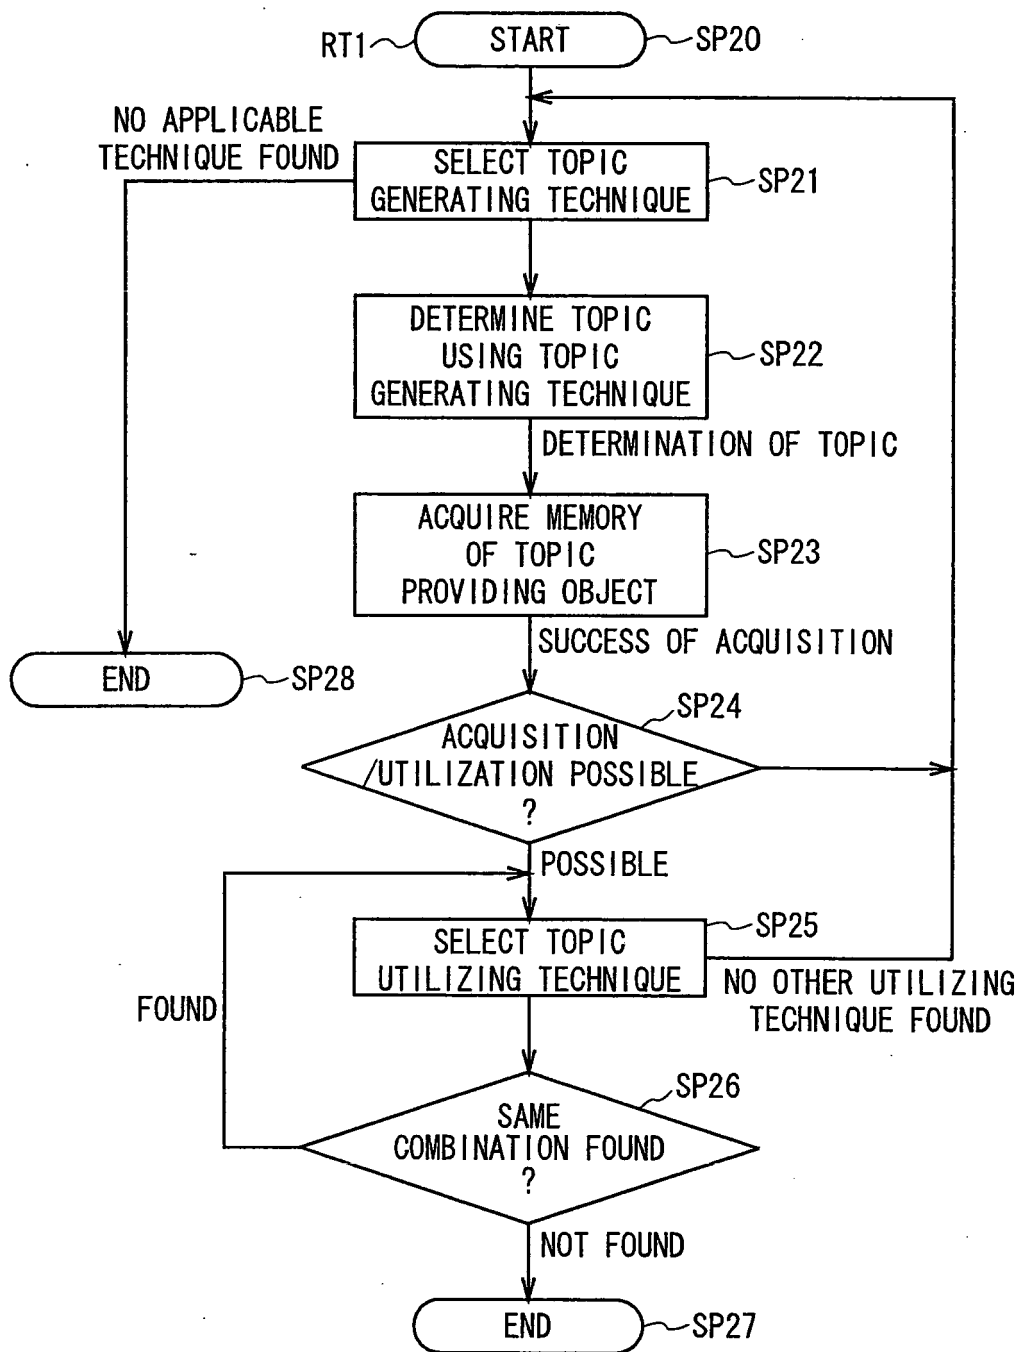 RT1
START
SP20
NO APPLICABLE
TECHNIQUE FOUND
SELECT TOPIC
GENERATING TECHNIQUE
SP21
DETERMINE TOPIC
USING TOPIC
GENERATING TECHNIQUE
SP22
DETERMINATION OF TOPIC
ACQUIRE MEMORY
OF TOPIC
PROVIDING OBJECT
SP23
SUCCESS OF ACQUISITION
END
SP28
SP24
ACQUISITION
/UTILIZATION POSSIBLE
?
POSSIBLE
SELECT TOPIC
UTILIZING TECHNIQUE
SP25
NO OTHER UTILIZING
TECHNIQUE FOUND
FOUND
SP26
SAME
COMBINATION FOUND
?
NOT FOUND
END
SP27